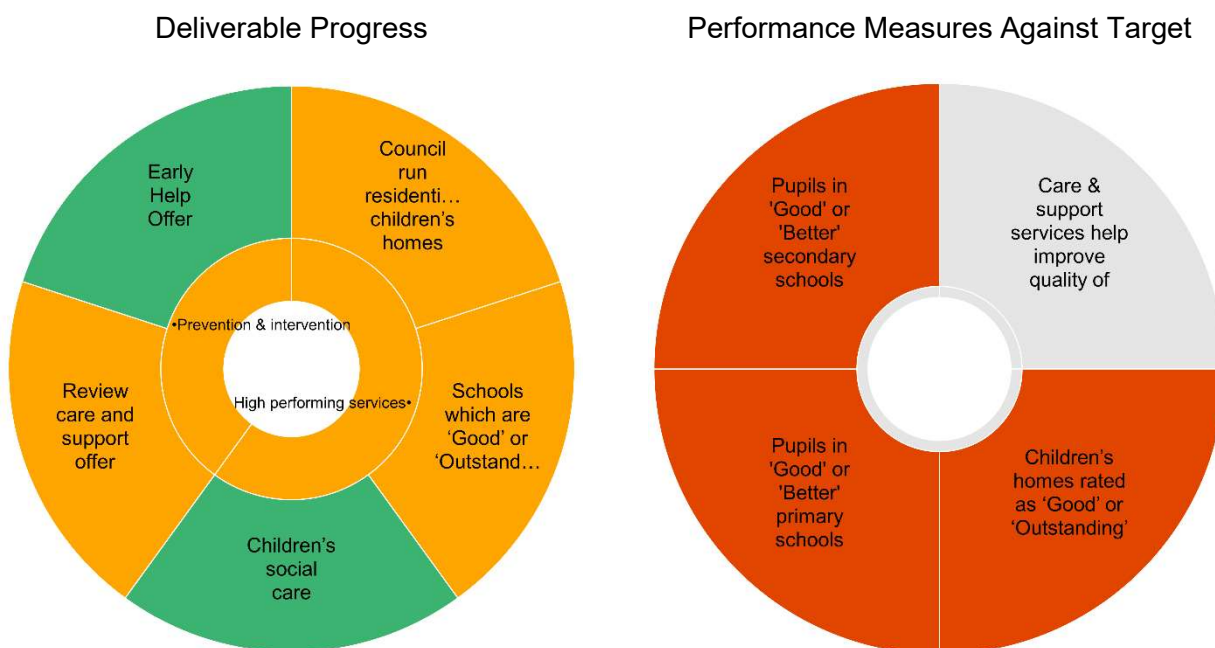 Deliverable Progress
Performance Measures Against Target
Early
Help
Offer
Council
run
residenti…
children’s
homes
•Prevention & intervention
High performing services•
Review
care and
support
offer
Schools
which are
‘Good’ or
‘Outstand…
Children’s
social
care
Pupils in
'Good' or
'Better'
secondary
schools
Care &
support
services help
improve
quality of
Pupils in
'Good' or
'Better'
primary
schools
Children’s
homes rated
as ‘Good’ or
‘Outstanding’